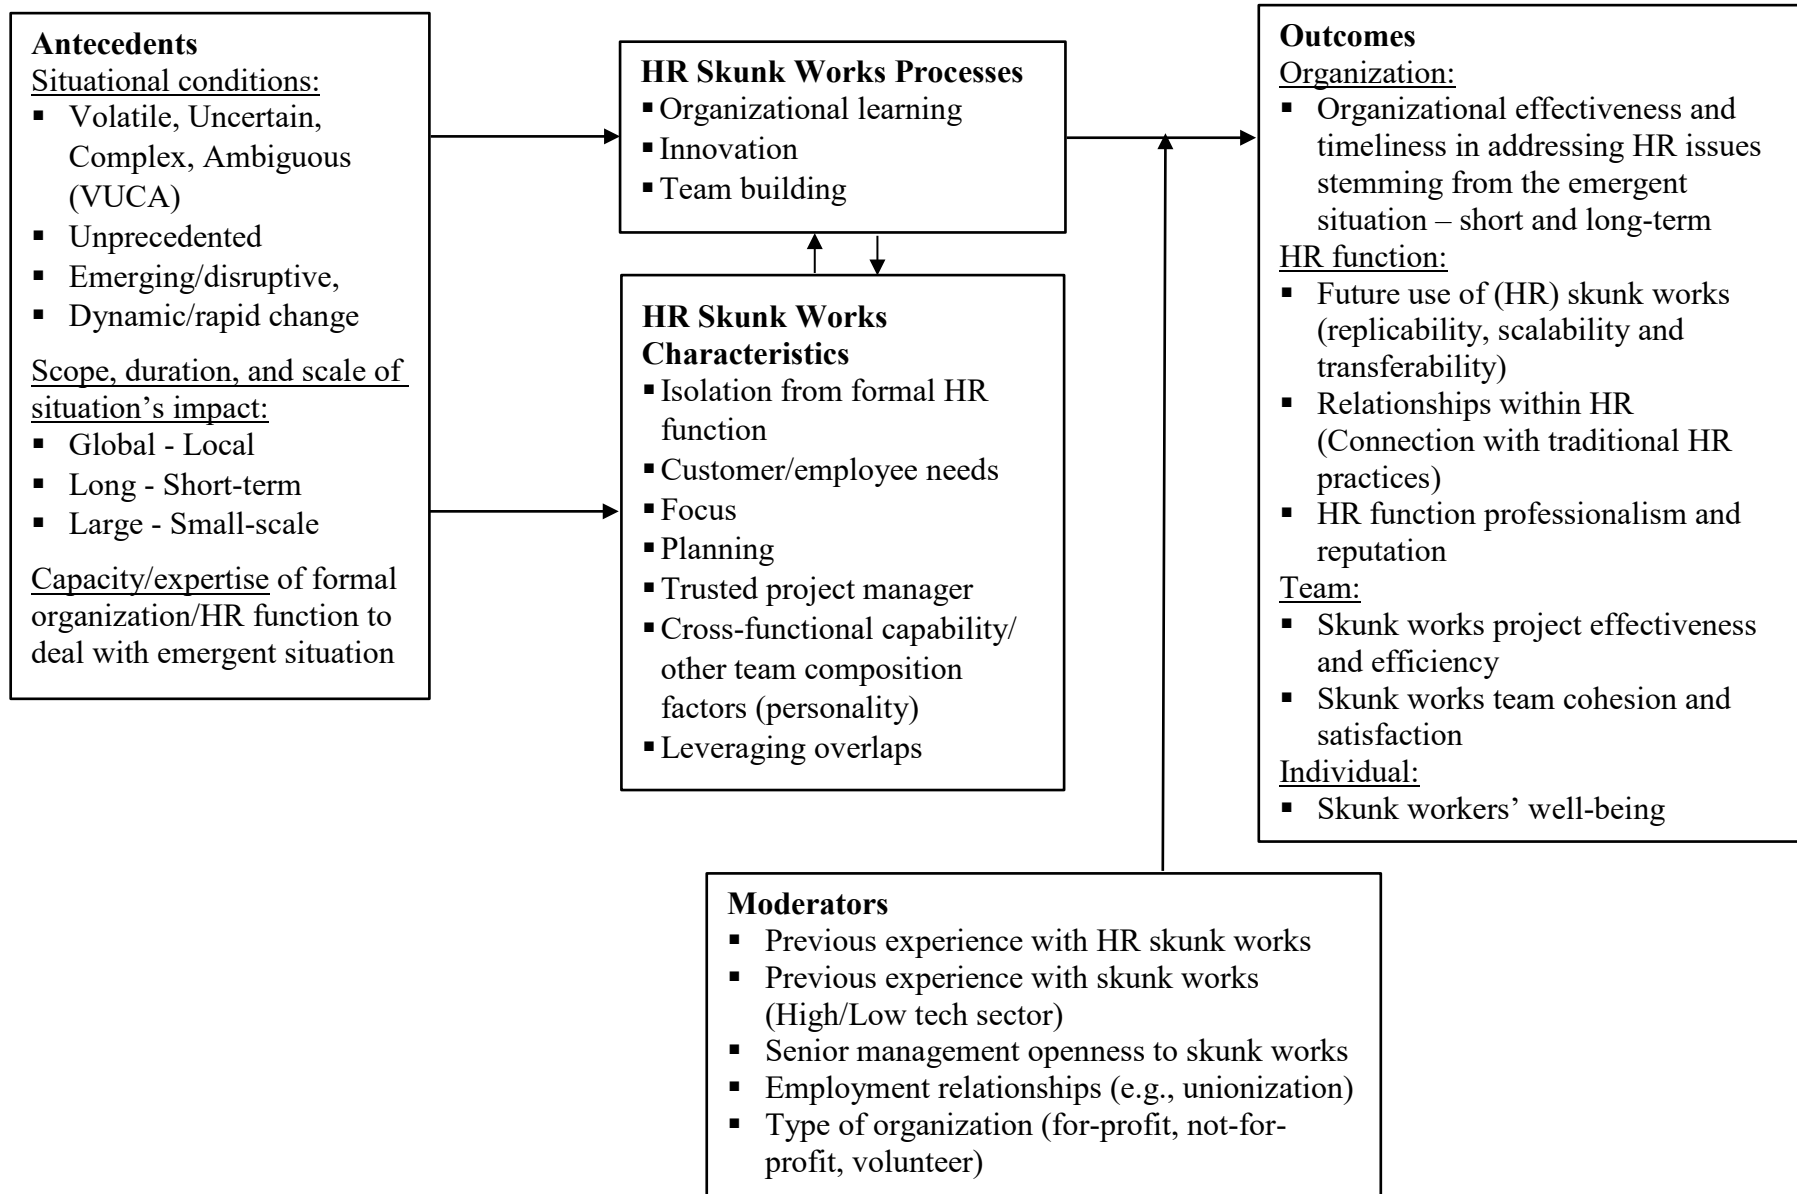 Antecedents
Situational conditions:
▪ Volatile, Uncertain,
Complex, Ambiguous
(VUCA)
▪ Unprecedented
▪ Emerging/disruptive,
▪ Dynamic/rapid change
Scope, duration, and scale of
situation’s impact:
▪ Global - Local
▪ Long - Short-term
▪ Large - Small-scale
Capacity/expertise of formal
organization/HR function to
deal with emergent situation
HR Skunk Works Processes
▪ Organizational learning
▪ Innovation
▪ Team building
HR Skunk Works
Characteristics
▪ Isolation from formal HR
function
▪ Customer/employee needs
▪ Focus
▪ Planning
▪ Trusted project manager
▪ Cross-functional capability/
other team composition
factors (personality)
▪ Leveraging overlaps
Outcomes
Organization:
▪ Organizational effectiveness and
timeliness in addressing HR issues
stemming from the emergent
situation – short and long-term
HR function:
▪ Future use of (HR) skunk works
(replicability, scalability and
transferability)
▪ Relationships within HR
(Connection with traditional HR
practices)
▪ HR function professionalism and
reputation
Team:
▪ Skunk works project effectiveness
and efficiency
▪ Skunk works team cohesion and
satisfaction
Individual:
▪ Skunk workers’ well-being
Moderators
▪ Previous experience with HR skunk works
▪ Previous experience with skunk works
(High/Low tech sector)
▪ Senior management openness to skunk works
▪ Employment relationships (e.g., unionization)
▪ Type of organization (for-profit, not-for-
profit, volunteer)